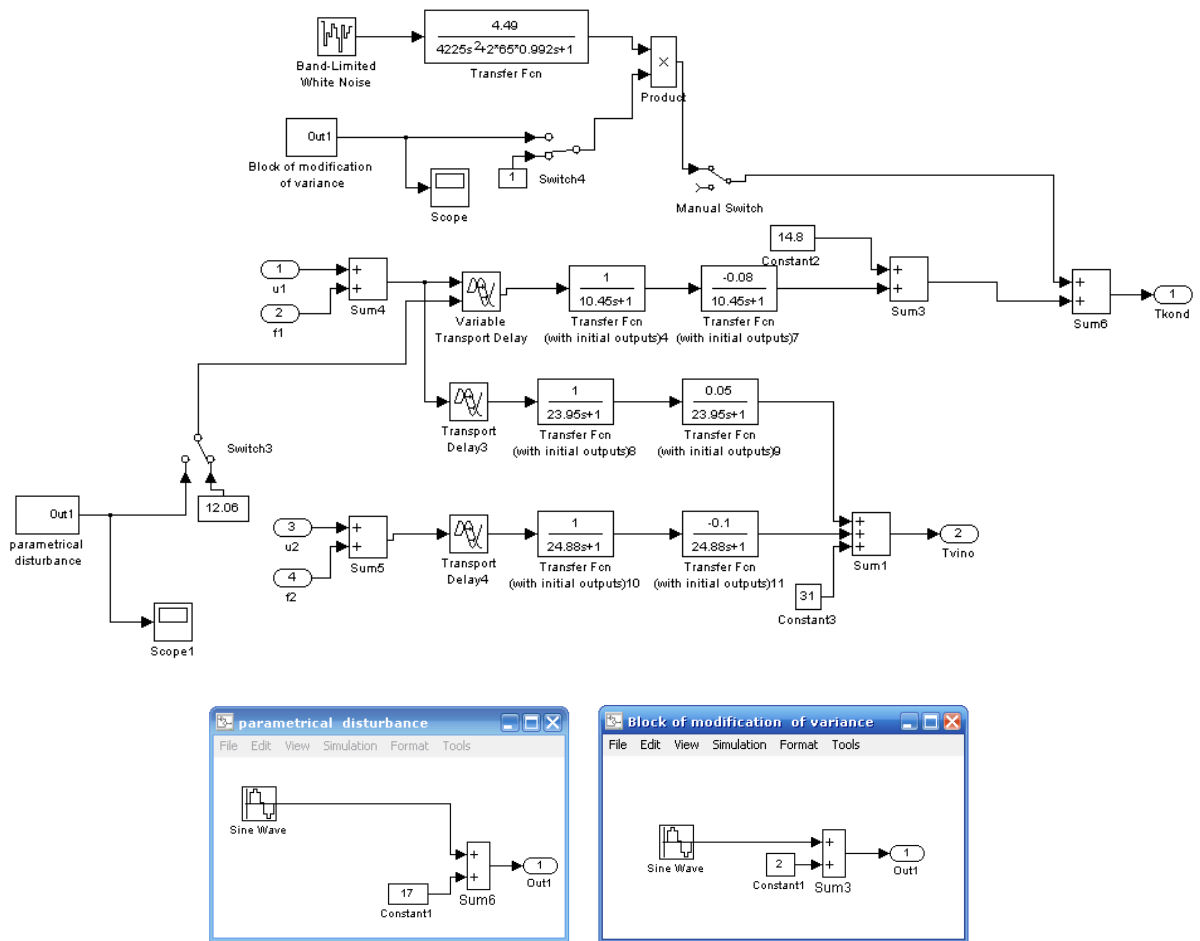 4.49
4225s²+2*65*0.992s+1
Transfer Fcn
Band-Limited
White Noise
×
Product
Out1
Block of modification
of variance
1
Switch4
Scope
Manual Switch
14.8
Constant2
1
u1
2
f1
+
+
Sum4
Variable
Transport Delay
1
10.45s+1
Transfer Fcn
(with initial outputs)4
-0.08
10.45s+1
Transfer Fcn
(with initial outputs)7
+
+
Sum3
+
+
Sum6
1
Tkond
Transport
Delay3
1
23.95s+1
Transfer Fcn
(with initial outputs)8
0.05
23.95s+1
Transfer Fcn
(with initial outputs)9
Switch3
12.06
Out1
parametrical
disturbance
Scope1
3
u2
4
f2
+
+
Sum5
Transport
Delay4
1
24.88s+1
Transfer Fcn
(with initial outputs)10
-0.1
24.88s+1
Transfer Fcn
(with initial outputs)11
+
+
+
Sum1
31
Constant3
2
Tvino
parametrical disturbance
File Edit View Simulation Format Tools
Sine Wave
17
Constant1
+
+
Sum6
1
Out1
Block of modification of variance
File Edit View Simulation Format Tools
Sine Wave
2
Constant1
+
+
Sum3
1
Out1